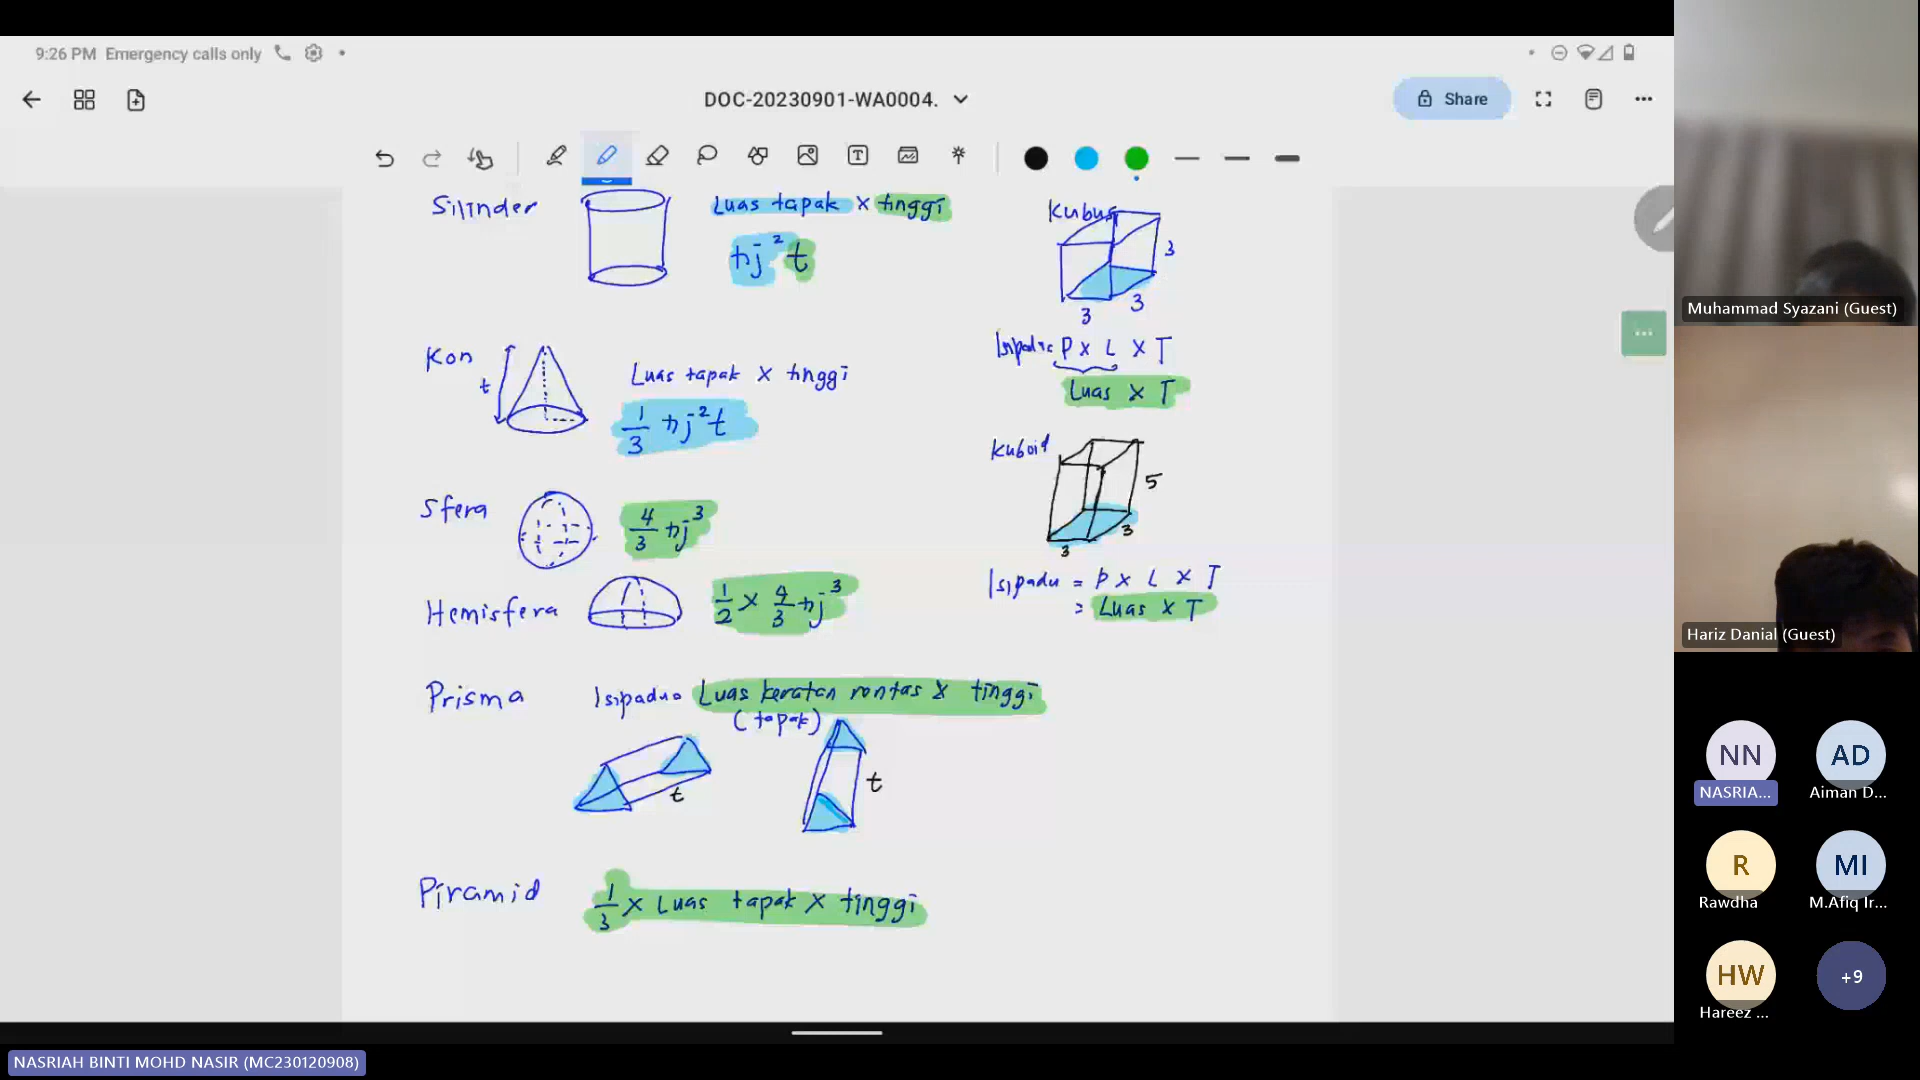 9:26 PM Emergency calls only
DOC-20230901-WA0004.
Share
Silinder
Luas tapak × tinggi
πj²t
Kubus
3
3
3
Isipadu = P × L × T
Luas × T
Kon
t
Luas tapak × tinggi
1/3 πj²t
Kuboid
5
3
3
Isipadu = P × L × T
= Luas × T
Sfera
4/3 πj³
Hemisfera
1/2 × 4/3 πj³
Prisma
Isipadu = Luas keratan rentas × tinggi
(tapak)
t
t
Piramid
1/3 × Luas tapak × tinggi
Muhammad Syazani (Guest)
Hariz Danial (Guest)
NN
NASRIA...
AD
Aiman D...
R
Rawdha
MI
M.Afiq Ir...
HW
Hareez ...
+9
NASRIAH BINTI MOHD NASIR (MC230120908)